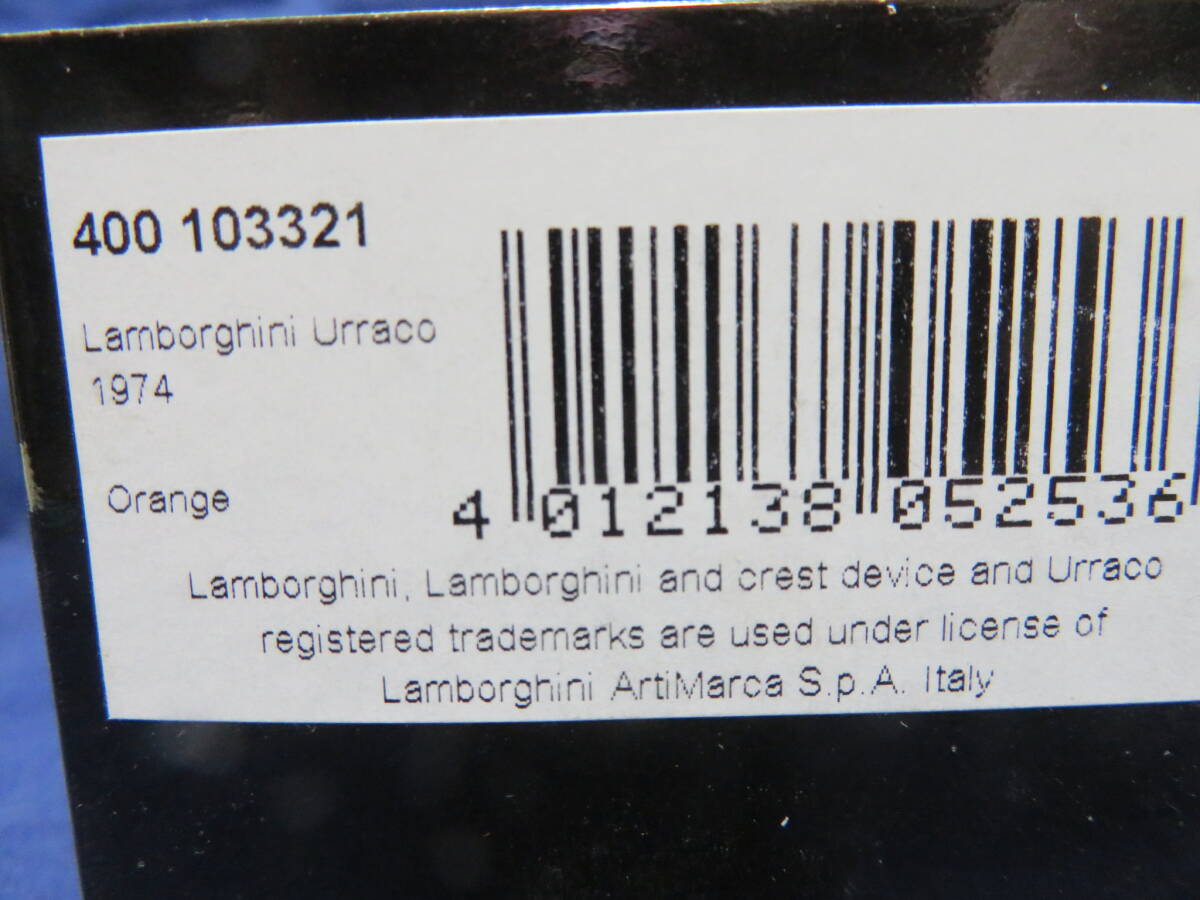 400 103321
Lamborghini Urraco
1974
Orange
4 012138 052536
Lamborghini, Lamborghini and crest device and Urraco
registered trademarks are used under license of
Lamborghini ArtiMarca S.p.A. Italy